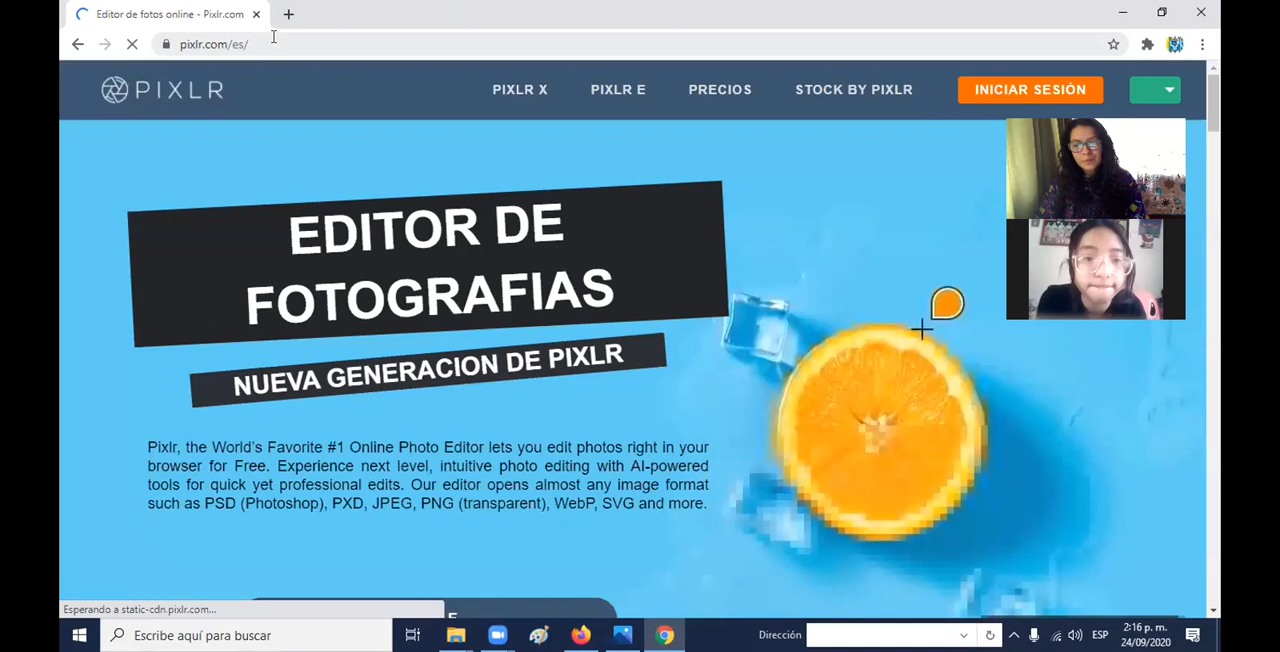 Editor de fotos online - Pixlr.com
pixlr.com/es/
PIXLR
PIXLR X
PIXLR E
PRECIOS
STOCK BY PIXLR
INICIAR SESIÓN
EDITOR DE
FOTOGRAFIAS
NUEVA GENERACION DE PIXLR
Pixlr, the World's Favorite #1 Online Photo Editor lets you edit photos right in your
browser for Free. Experience next level, intuitive photo editing with AI-powered
tools for quick yet professional edits. Our editor opens almost any image format
such as PSD (Photoshop), PXD, JPEG, PNG (transparent), WebP, SVG and more.
Esperando a static-cdn.pixlr.com...
Escribe aquí para buscar
Dirección
ESP
2:16 p. m.
24/09/2020